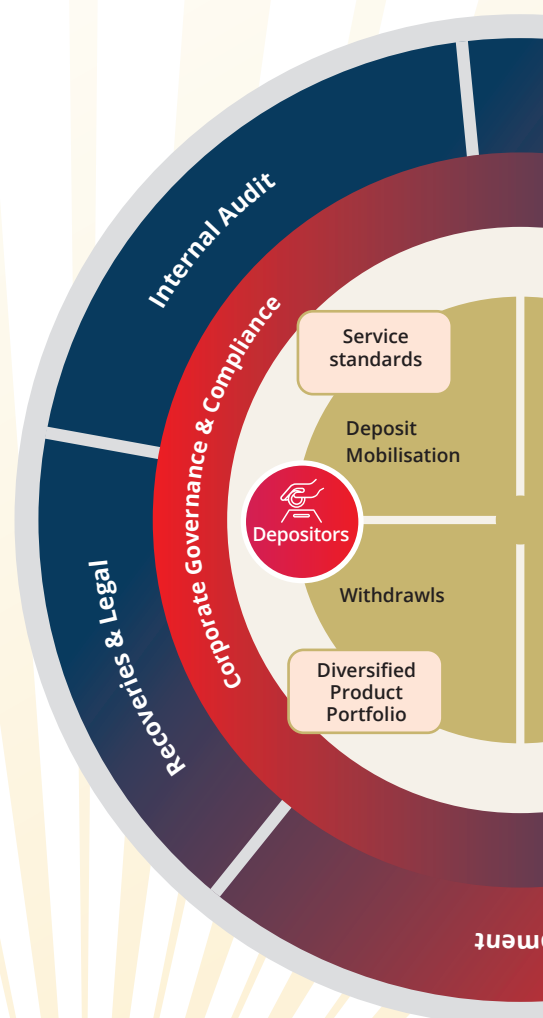 Internal Audit
Corporate Governance & Compliance
Service
standards
Deposit
Mobilisation
Depositors
Withdrawls
Diversified
Product
Portfolio
Recoveries & Legal